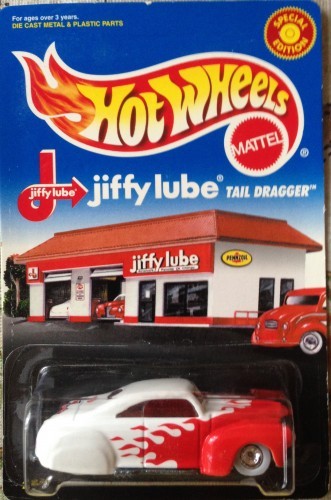 For ages over 3 years.
DIE CAST METAL & PLASTIC PARTS
SPECIAL EDITION
Hot Wheels
MATTEL
®
jiffy lube
jiffy lube® TAIL DRAGGER™
jiffy lube
PENNZOIL